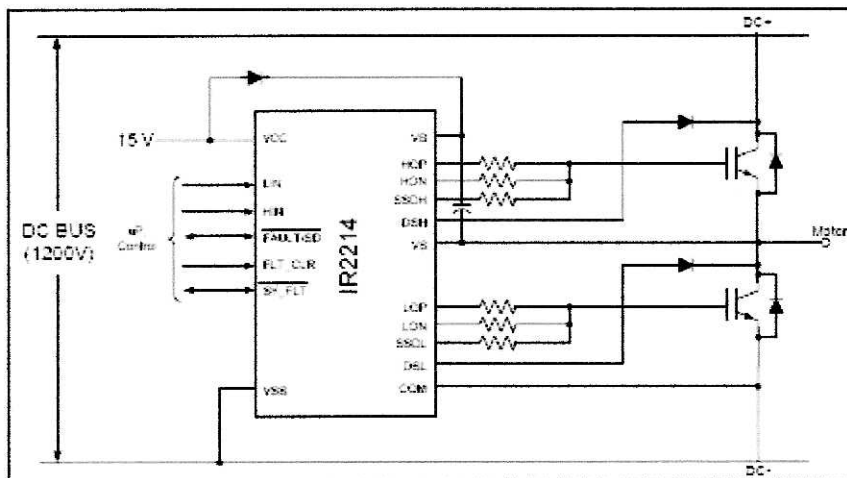 DC+
15 V
VCC
VB
HOP
LIN
HON
SSDH
HIN
DSH
DC BUS
(1200V)
uP
Control
FAULT/SD
VS
Motor
FLT_CLR
IR2214
SY_FLT
LOP
LON
SSDL
DSL
VSS
COM
DC-